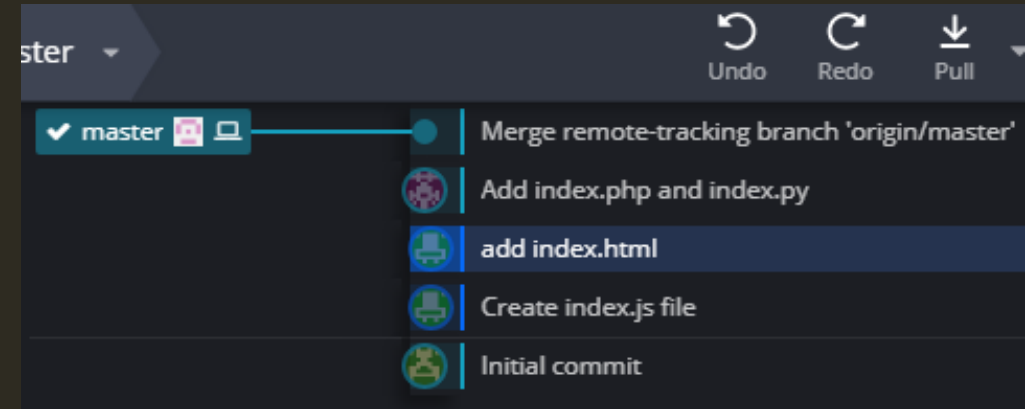 ster
Undo Redo Pull
master Merge remote-tracking branch 'origin/master'
Add index.php and index.py
add index.html
Create index.js file
Initial commit